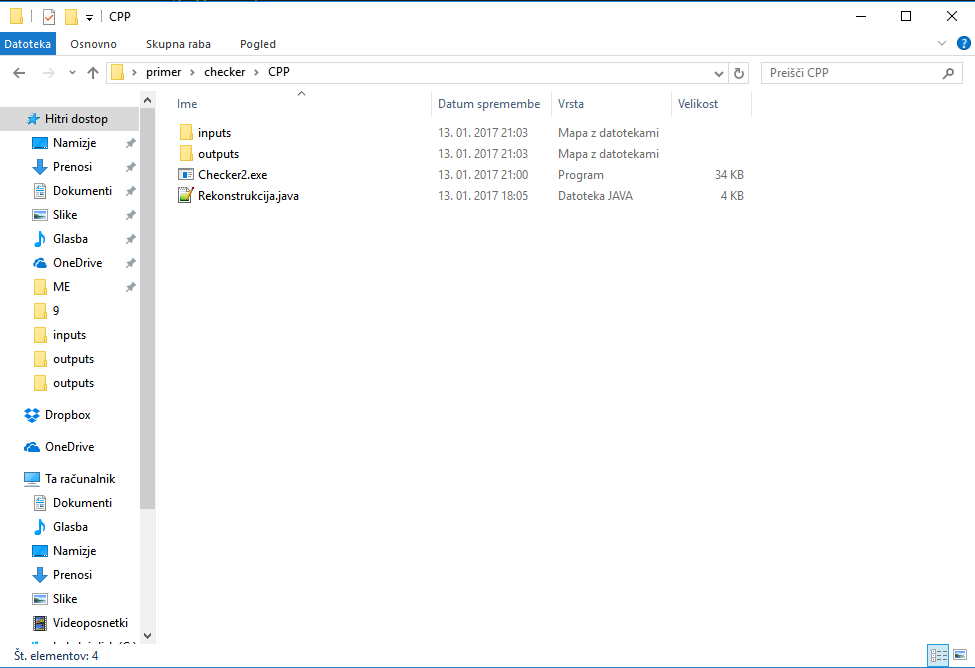 CPP
Datoteka Osnovno Skupna raba Pogled
primer checker CPP Preišči CPP
Ime Datum spremembe Vrsta Velikost
inputs 13. 01. 2017 21:03 Mapa z datotekami
outputs 13. 01. 2017 21:03 Mapa z datotekami
Checker2.exe 13. 01. 2017 21:00 Program 34 KB
Rekonstrukcija.java 13. 01. 2017 18:05 Datoteka JAVA 4 KB
Hitri dostop
Namizje
Prenosi
Dokumenti
Slike
Glasba
OneDrive
ME
9
inputs
outputs
outputs
Dropbox
OneDrive
Ta računalnik
Dokumenti
Glasba
Namizje
Prenosi
Slike
Videoposnetki
Št. elementov: 4